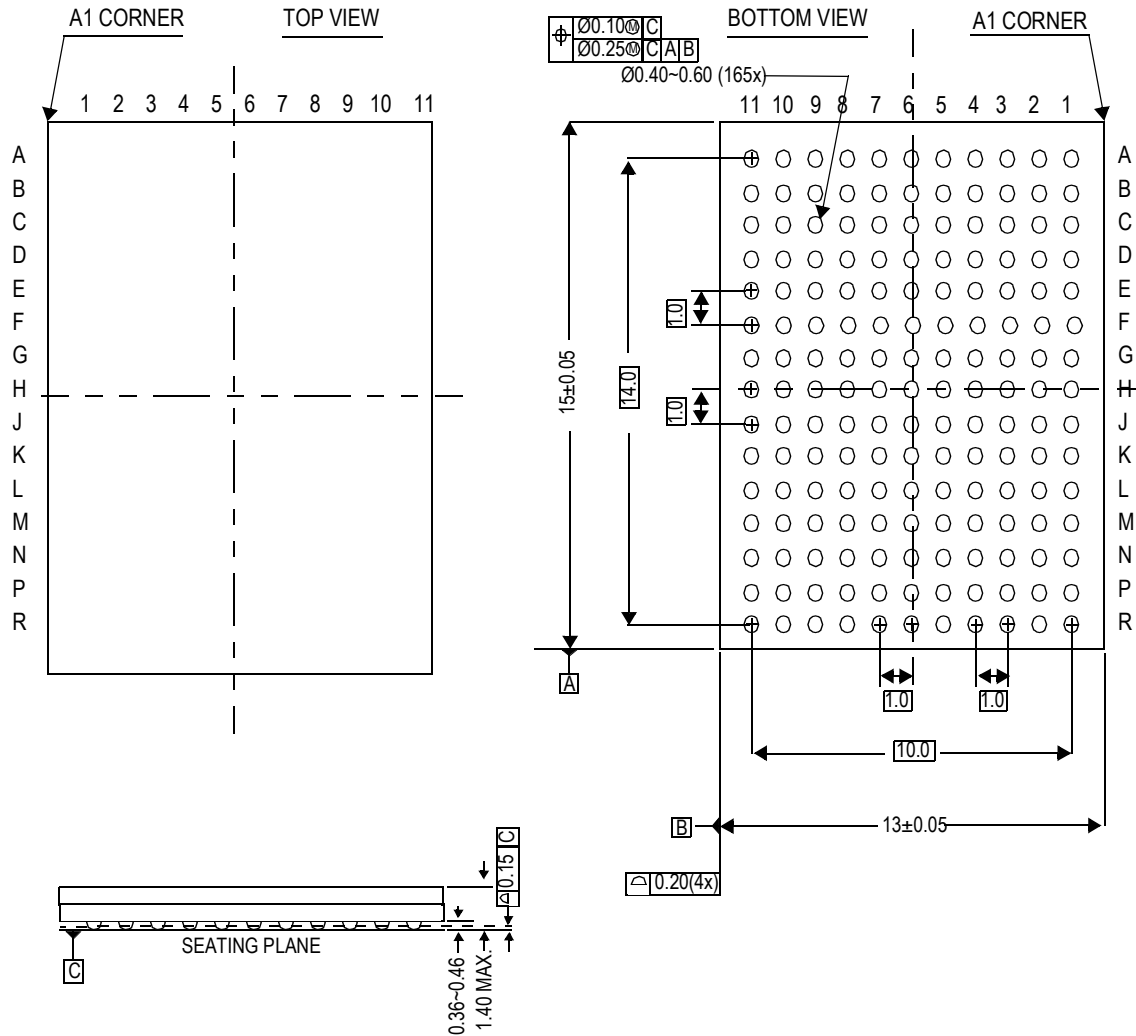 A1 CORNER
TOP VIEW
1 2 3 4 5 6 7 8 9 10 11
A
B
C
D
E
F
G
H
J
K
L
M
N
P
R
Ø0.10Ⓜ C
Ø0.25Ⓜ C A B
Ø0.40~0.60 (165x)
BOTTOM VIEW
A1 CORNER
11 10 9 8 7 6 5 4 3 2 1
A
B
C
D
E
F
G
H
J
K
L
M
N
P
R
1.0
1.0
14.0
15±0.05
A
1.0
1.0
10.0
B
13±0.05
0.20(4x)
0.15 C
SEATING PLANE
C
0.36~0.46
1.40 MAX.